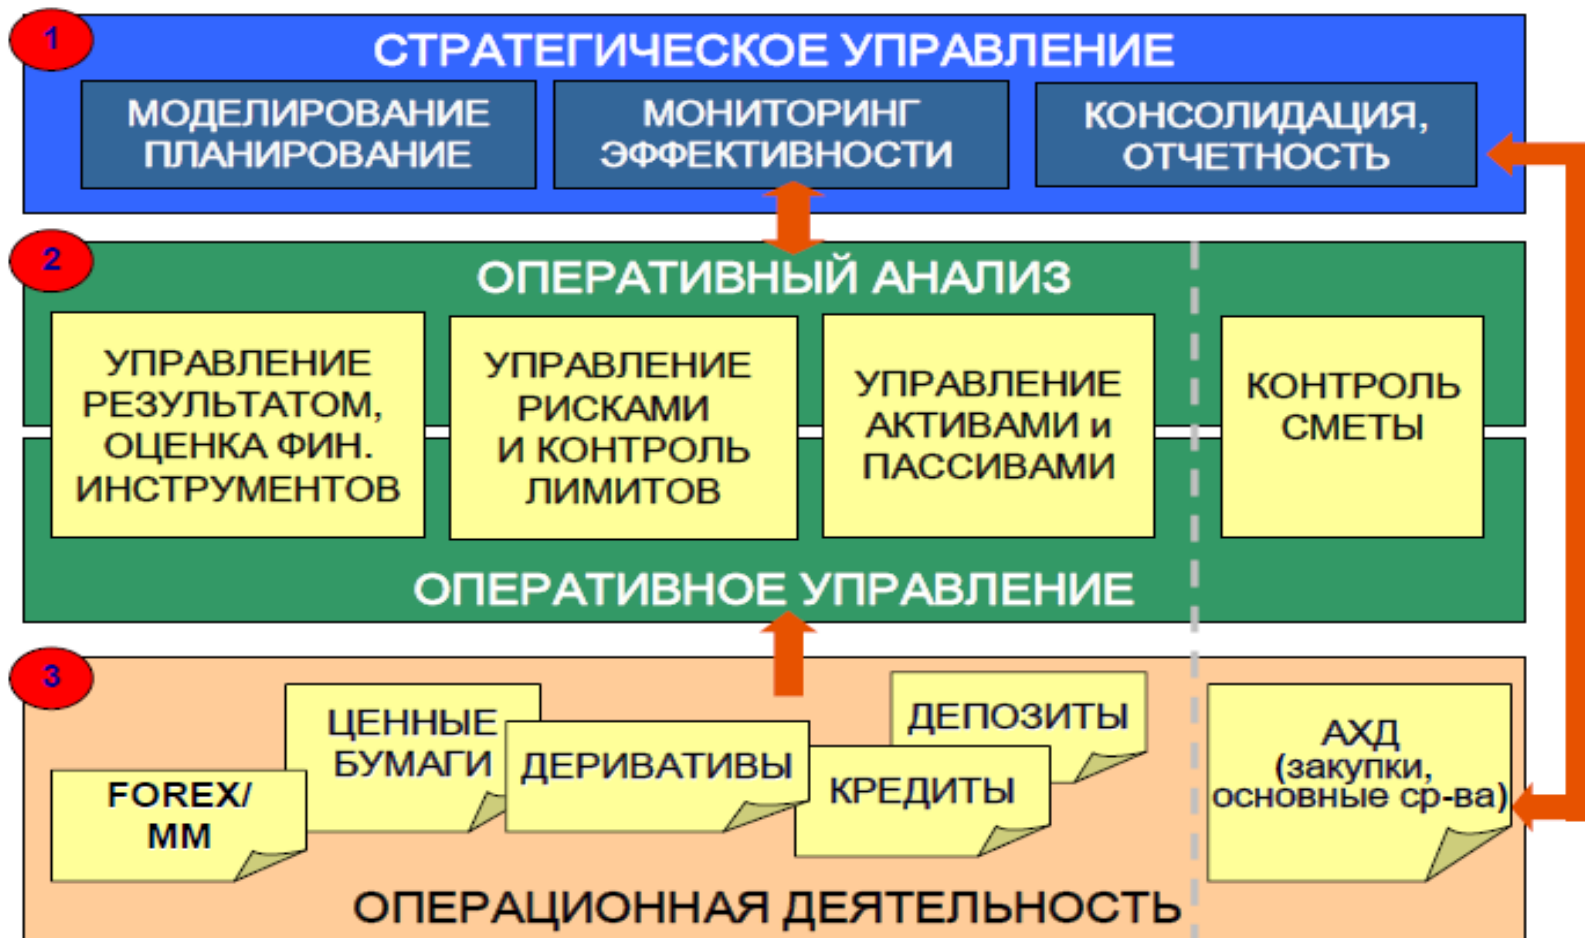 1
СТРАТЕГИЧЕСКОЕ УПРАВЛЕНИЕ
МОДЕЛИРОВАНИЕ
ПЛАНИРОВАНИЕ
МОНИТОРИНГ
ЭФФЕКТИВНОСТИ
КОНСОЛИДАЦИЯ,
ОТЧЕТНОСТЬ
2
ОПЕРАТИВНЫЙ АНАЛИЗ
УПРАВЛЕНИЕ
РЕЗУЛЬТАТОМ,
ОЦЕНКА ФИН.
ИНСТРУМЕНТОВ
УПРАВЛЕНИЕ
РИСКАМИ
И КОНТРОЛЬ
ЛИМИТОВ
УПРАВЛЕНИЕ
АКТИВАМИ и
ПАССИВАМИ
КОНТРОЛЬ
СМЕТЫ
ОПЕРАТИВНОЕ УПРАВЛЕНИЕ
3
FOREX/
MM
ЦЕННЫЕ
БУМАГИ
ДЕРИВАТИВЫ
КРЕДИТЫ
ДЕПОЗИТЫ
АХД
(закупки,
основные ср-ва)
ОПЕРАЦИОННАЯ ДЕЯТЕЛЬНОСТЬ